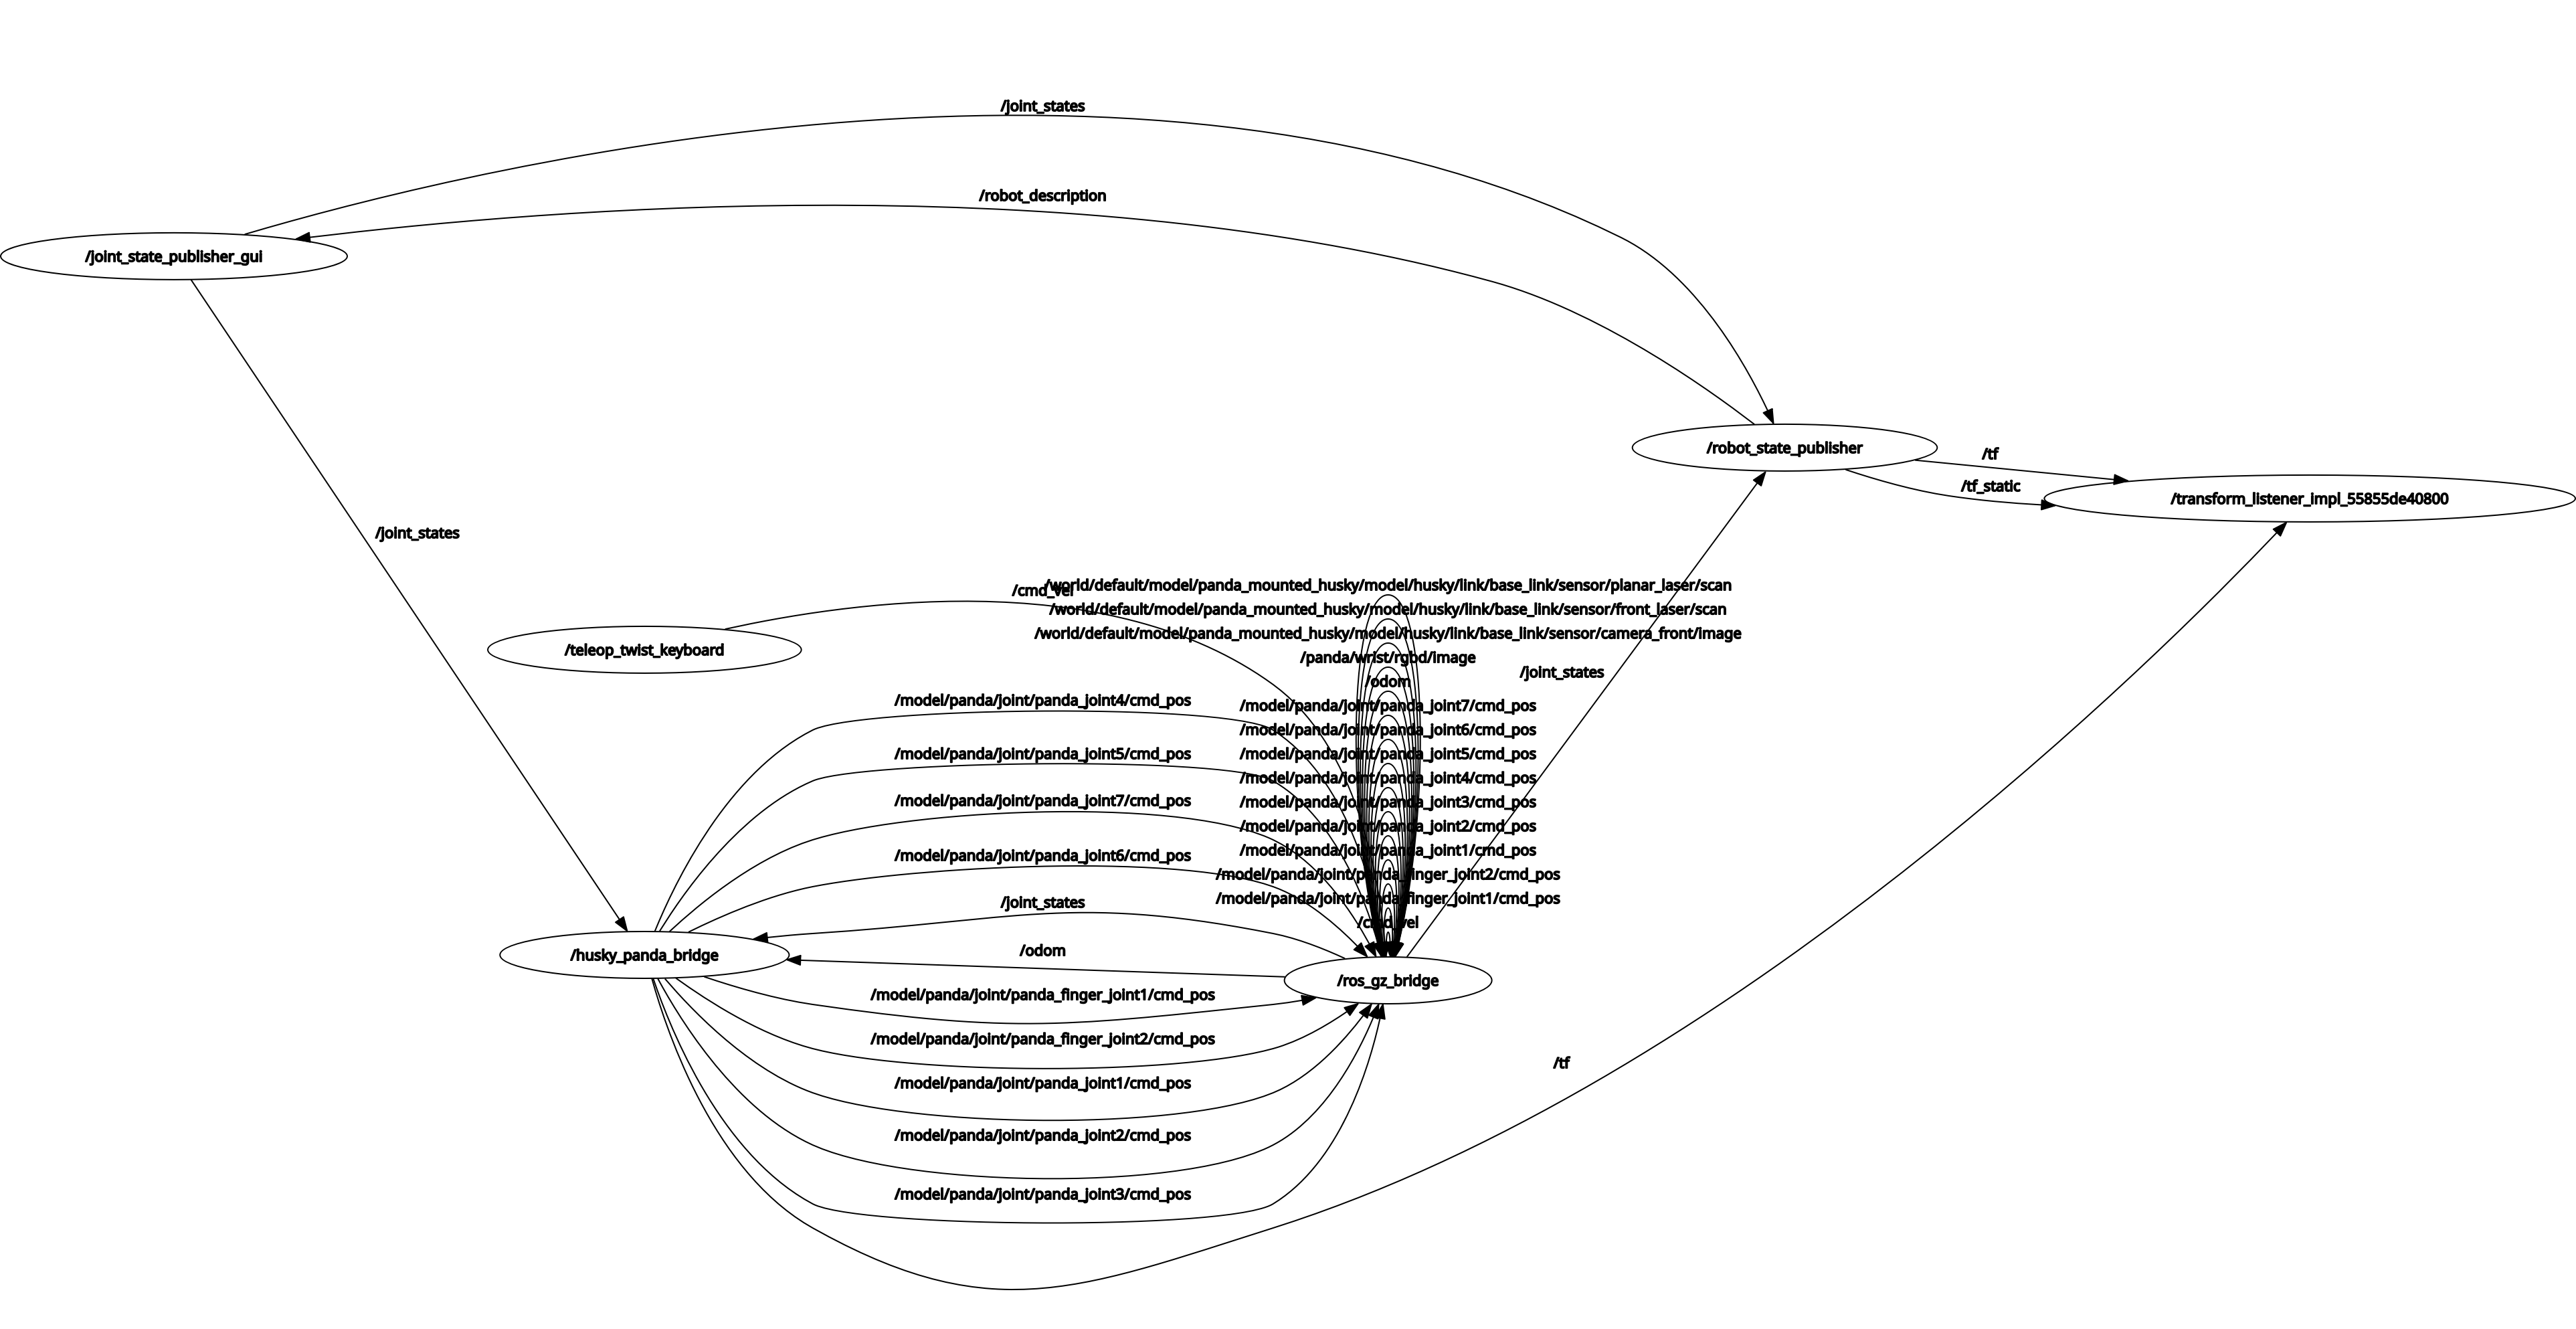 /joint_states
/robot_description
/joint_state_publisher_gui
/robot_state_publisher
/tf
/tf_static
/transform_listener_impl_55855de40800
/joint_states
/cmd_vel
/world/default/model/panda_mounted_husky/model/husky/link/base_link/sensor/planar_laser/scan
/world/default/model/panda_mounted_husky/model/husky/link/base_link/sensor/front_laser/scan
/world/default/model/panda_mounted_husky/model/husky/link/base_link/sensor/camera_front/image
/teleop_twist_keyboard
/panda/wrist/rgbd/image
/joint_states
/odom
/model/panda/joint/panda_joint4/cmd_pos
/model/panda/joint/panda_joint7/cmd_pos
/model/panda/joint/panda_joint6/cmd_pos
/model/panda/joint/panda_joint5/cmd_pos
/model/panda/joint/panda_joint5/cmd_pos
/model/panda/joint/panda_joint4/cmd_pos
/model/panda/joint/panda_joint7/cmd_pos
/model/panda/joint/panda_joint3/cmd_pos
/model/panda/joint/panda_joint2/cmd_pos
/model/panda/joint/panda_joint6/cmd_pos
/model/panda/joint/panda_joint1/cmd_pos
/model/panda/joint/panda_finger_joint2/cmd_pos
/joint_states
/model/panda/joint/panda_finger_joint1/cmd_pos
/cmd_vel
/husky_panda_bridge
/odom
/ros_gz_bridge
/model/panda/joint/panda_finger_joint1/cmd_pos
/model/panda/joint/panda_finger_joint2/cmd_pos
/tf
/model/panda/joint/panda_joint1/cmd_pos
/model/panda/joint/panda_joint2/cmd_pos
/model/panda/joint/panda_joint3/cmd_pos